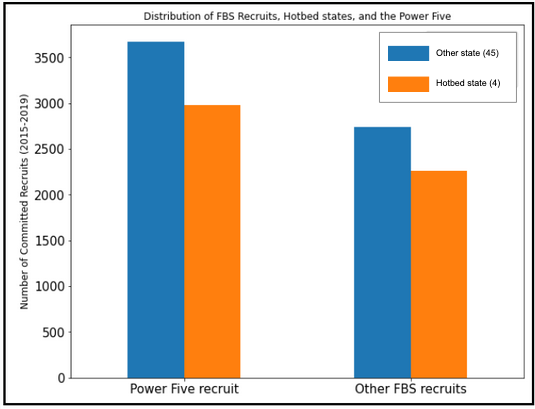 Distribution of FBS Recruits, Hotbed states, and the Power Five
Other state (45)
Hotbed state (4)
Number of Committed Recruits (2015-2019)
3500
3000
2500
2000
1500
1000
500
0
Power Five recruit
Other FBS recruits